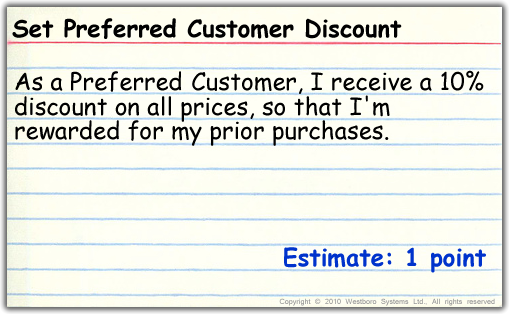 Set Preferred Customer Discount
As a Preferred Customer, I receive a 10%
discount on all prices, so that I'm
rewarded for my prior purchases.
Estimate: 1 point
Copyright © 2010 Westboro Systems Ltd., All rights reserved